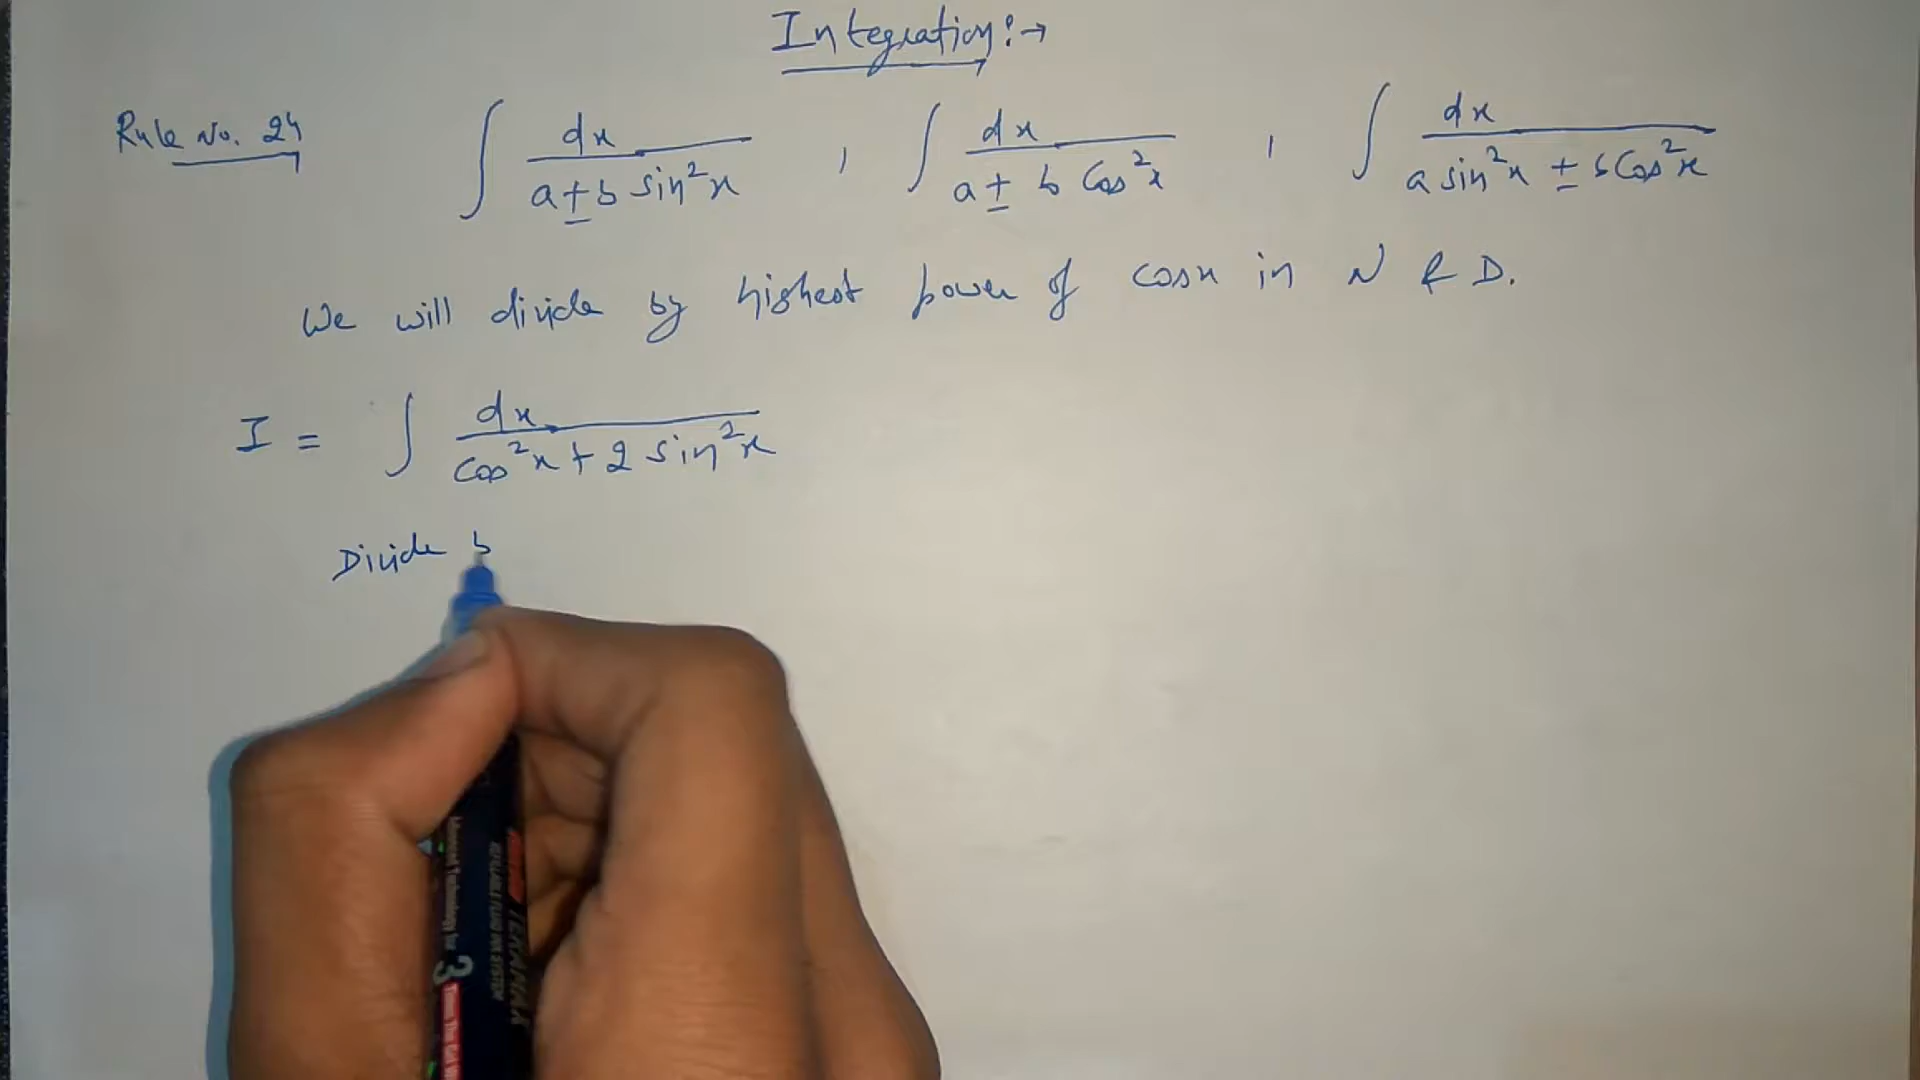 Integration:→
Rule No. 24 ∫ dx / (a ± b sin²x) , ∫ dx / (a ± b Cos²x) , ∫ dx / (a sin²x ± b Cos²x)
We will divide by highest power of cosx in N & D.
I = ∫ dx / (cos²x + 2 sin²x)
Divide b
3